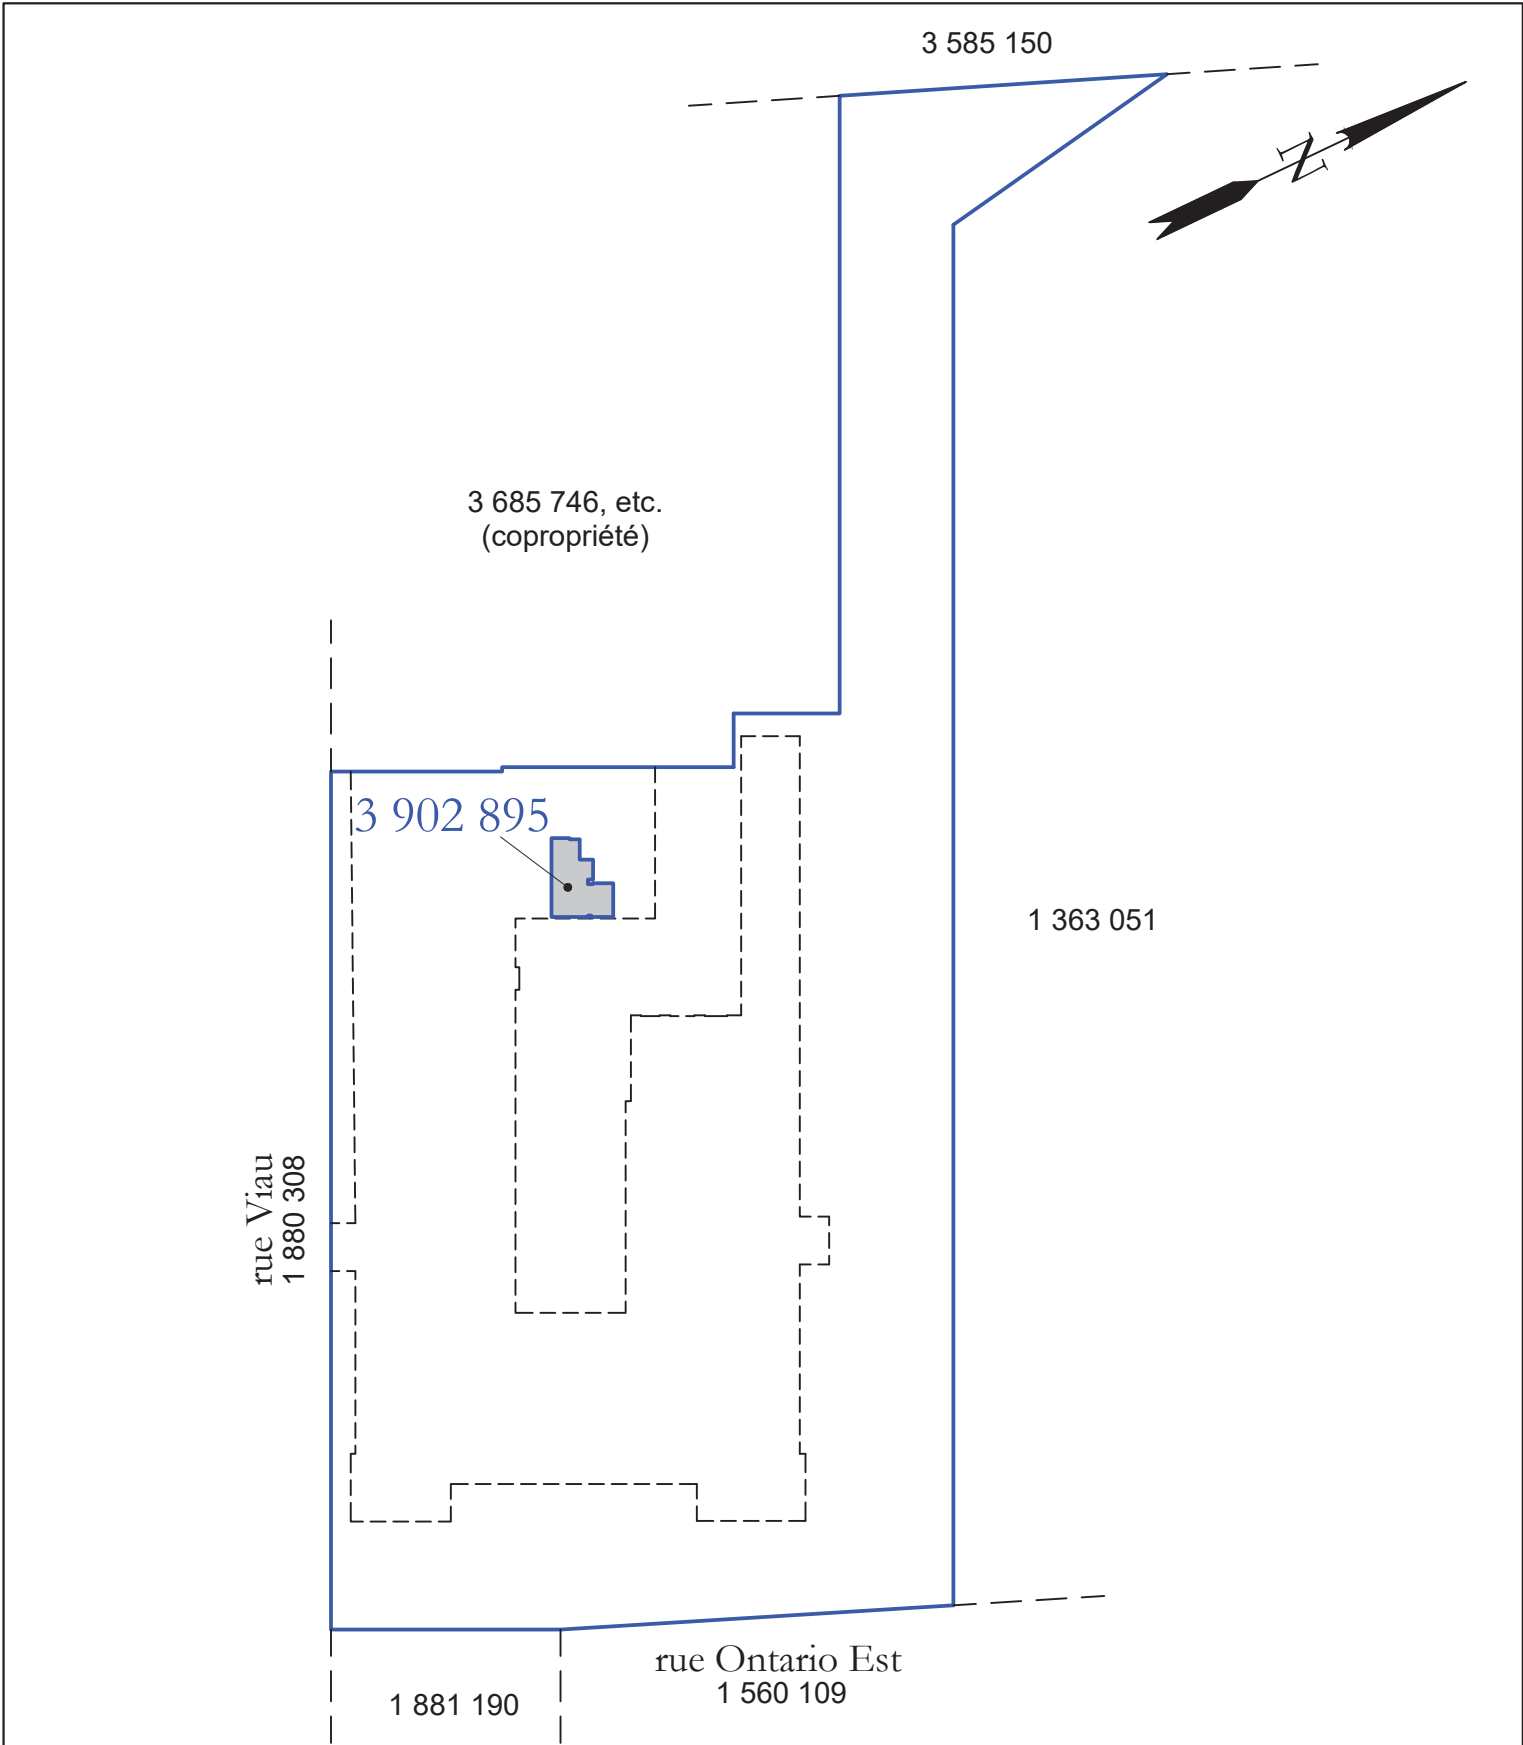 3 585 150
N
3 685 746, etc.
(copropriété)
3 902 895
1 363 051
rue Viau
1 880 308
rue Ontario Est
1 560 109
1 881 190